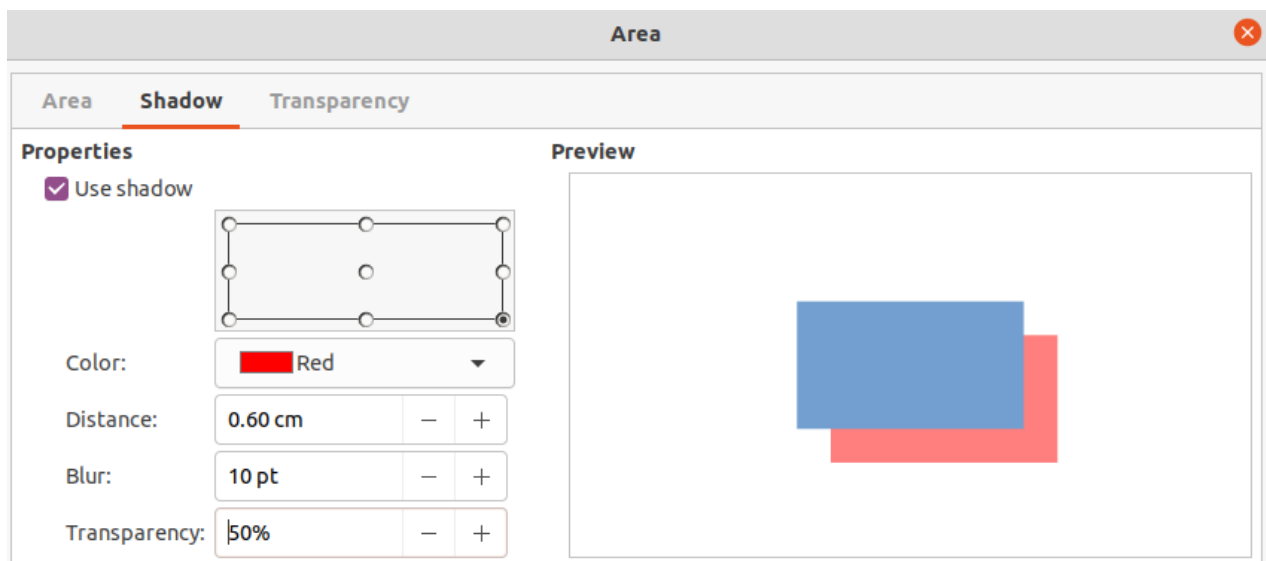 Area
Area Shadow Transparency
Properties
Preview
Use shadow
Color: Red
Distance: 0.60 cm − +
Blur: 10 pt − +
Transparency: 50% − +